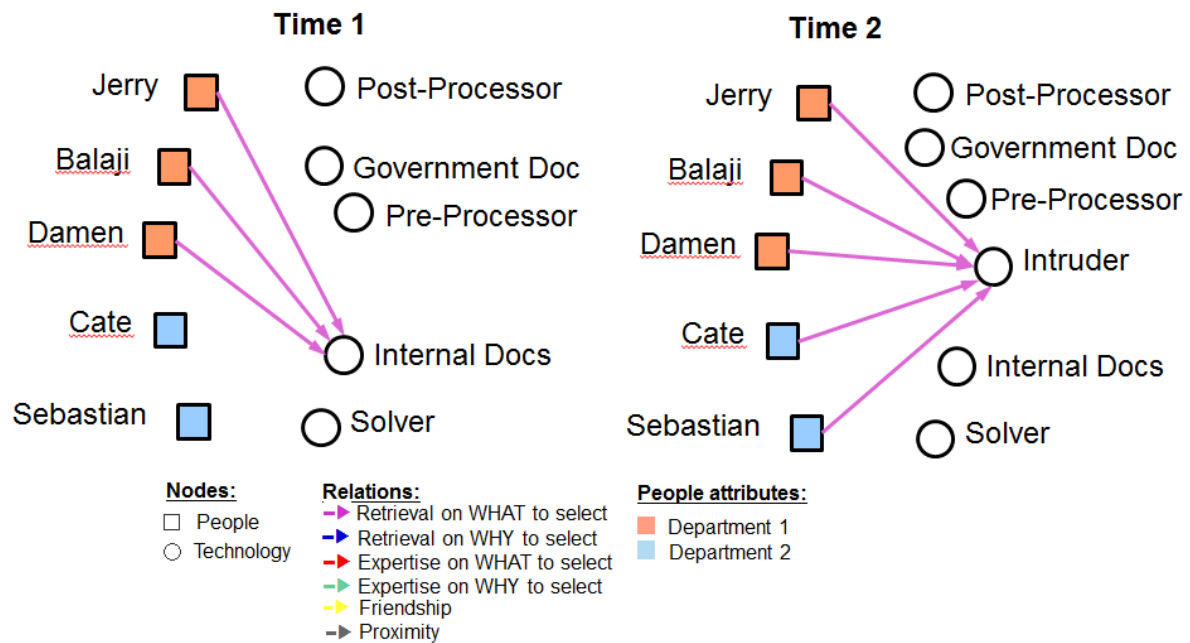 Time 1
Jerry
Post-Processor
Balaji
Government Doc
Pre-Processor
Damen
Cate
Internal Docs
Sebastian
Solver
Time 2
Jerry
Post-Processor
Government Doc
Balaji
Pre-Processor
Damen
Intruder
Cate
Internal Docs
Sebastian
Solver
Nodes:
People
Technology
Relations:
Retrieval on WHAT to select
Retrieval on WHY to select
Expertise on WHAT to select
Expertise on WHY to select
Friendship
Proximity
People attributes:
Department 1
Department 2